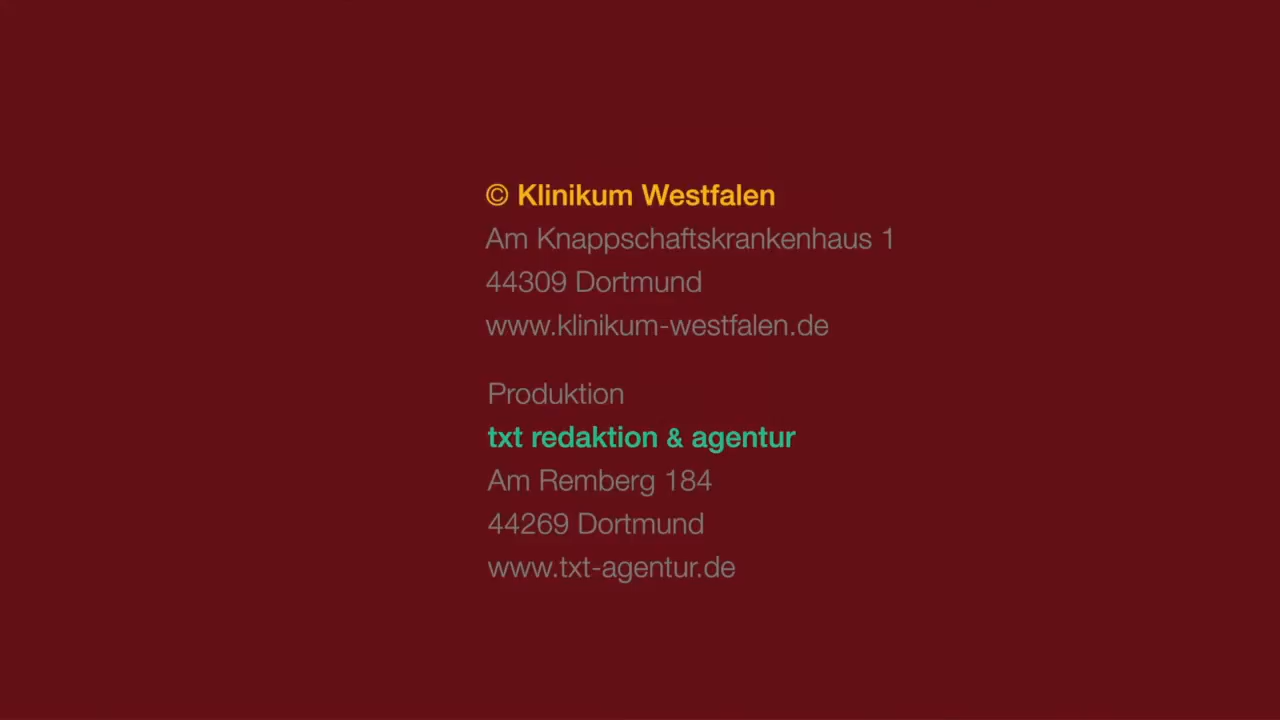 © Klinikum Westfalen
Am Knappschaftskrankenhaus 1
44309 Dortmund
www.klinikum-westfalen.de
Produktion
txt redaktion & agentur
Am Remberg 184
44269 Dortmund
www.txt-agentur.de